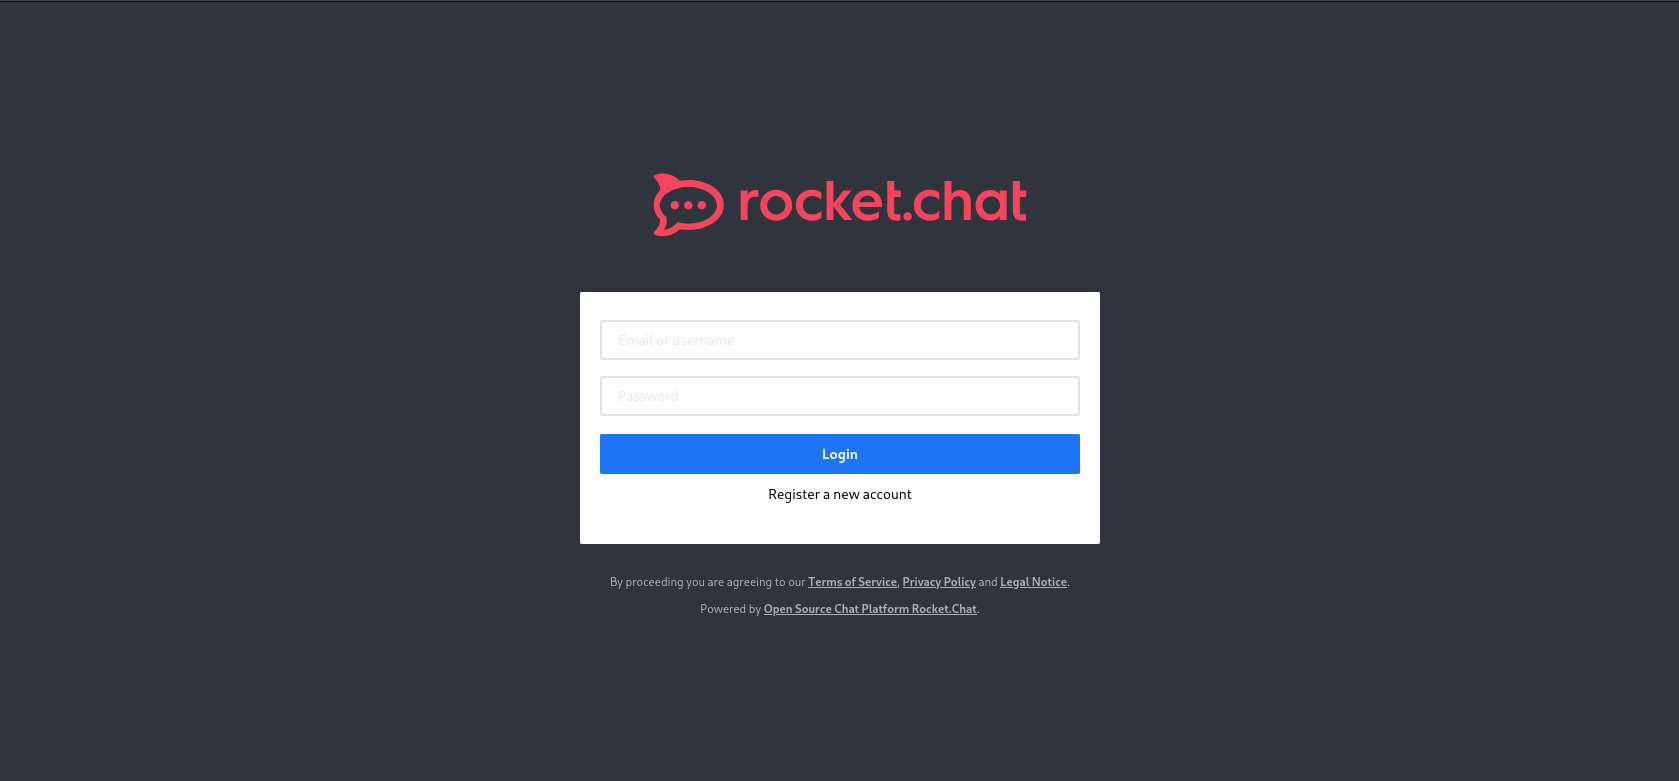 rocket.chat
Email or username
Password
Login
Register a new account
By proceeding you are agreeing to our Terms of Service, Privacy Policy and Legal Notice.
Powered by Open Source Chat Platform Rocket.Chat.